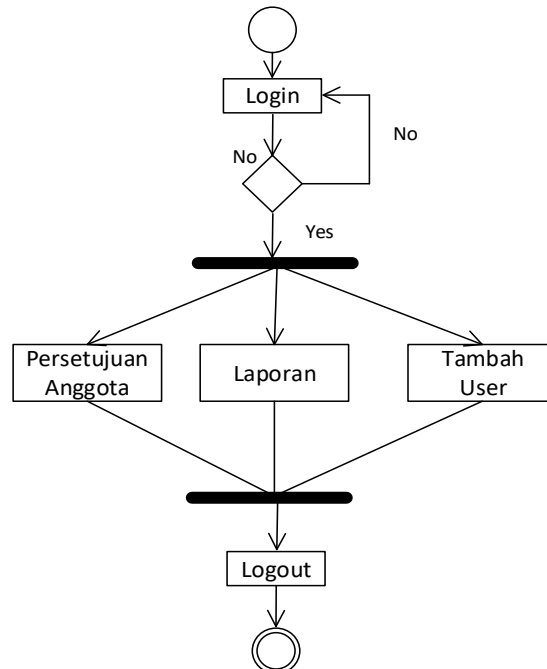 Login
No
No
Yes
Persetujuan
Anggota
Laporan
Tambah
User
Logout